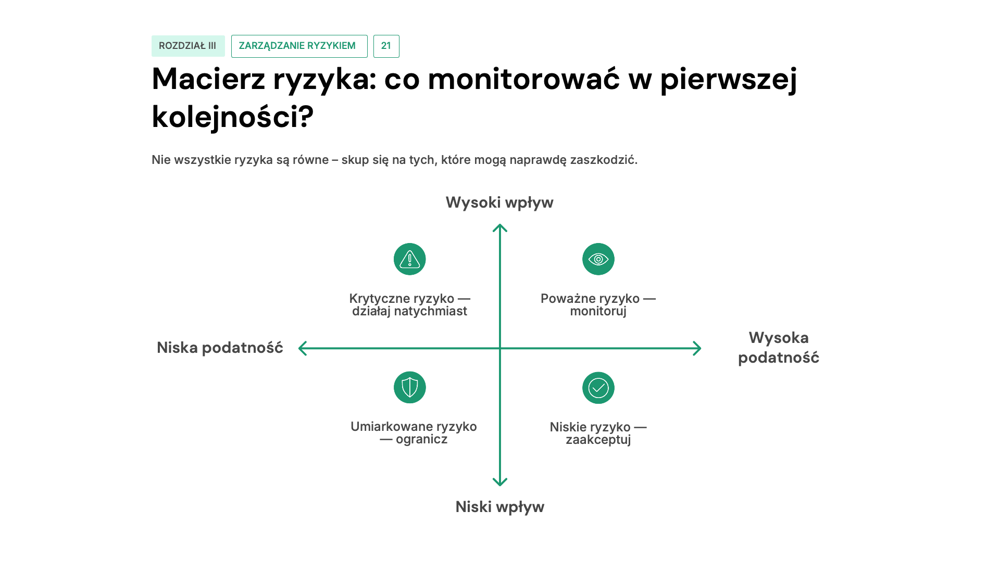 ROZDZIAŁ III
ZARZĄDZANIE RYZYKIEM
21
Macierz ryzyka: co monitorować w pierwszej
kolejności?
Nie wszystkie ryzyka są równe – skup się na tych, które mogą naprawdę zaszkodzić.
Wysoki wpływ
Krytyczne ryzyko —
działaj natychmiast
Poważne ryzyko —
monitoruj
Niska podatność
Wysoka
podatność
Umiarkowane ryzyko
— ogranicz
Niskie ryzyko —
zaakceptuj
Niski wpływ